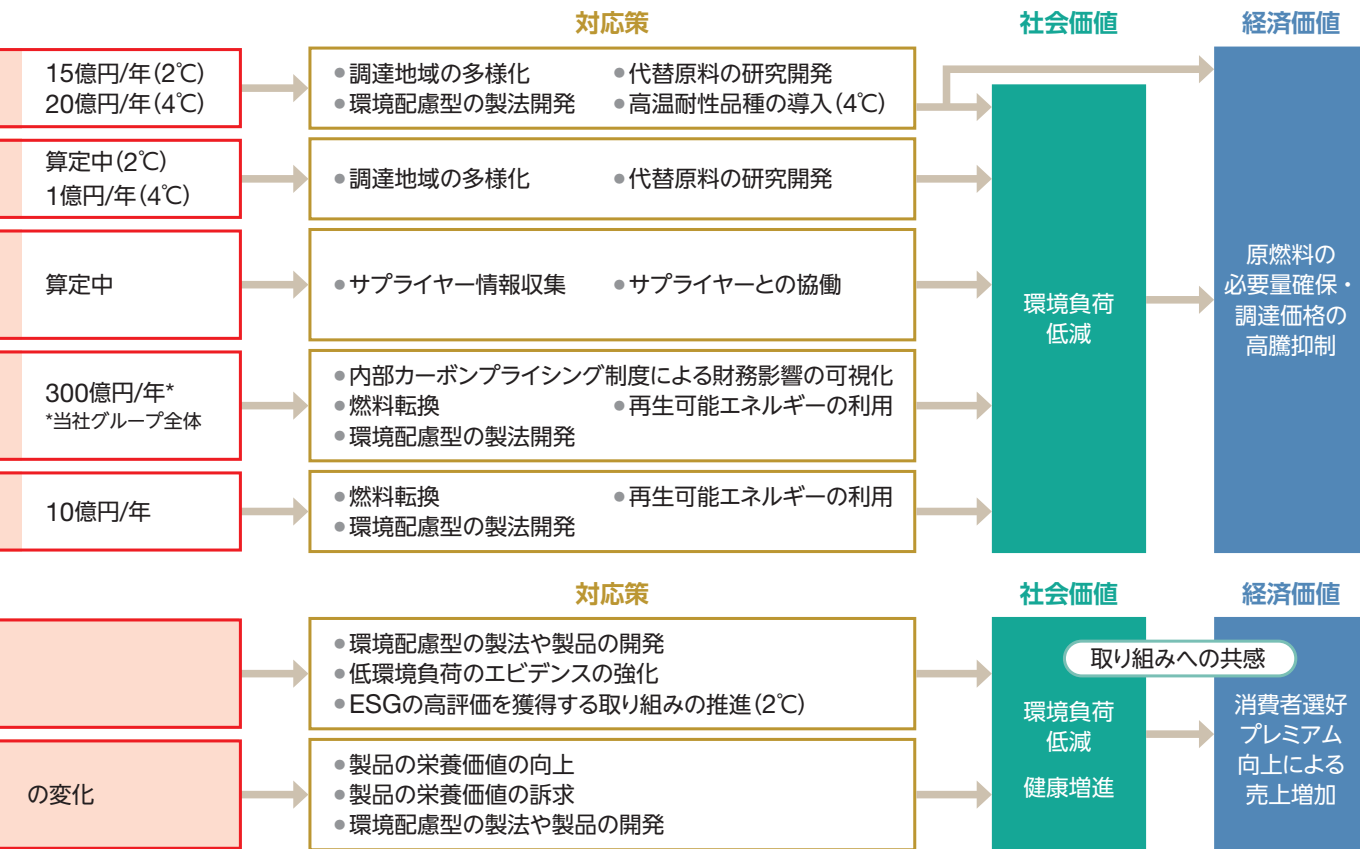 対応策
社会価値
経済価値
15億円/年(2℃)
20億円/年(4℃)
●調達地域の多様化 ●代替原料の研究開発
●環境配慮型の製法開発 ●高温耐性品種の導入(4℃)
算定中(2℃)
1億円/年(4℃)
●調達地域の多様化 ●代替原料の研究開発
算定中
●サプライヤー情報収集 ●サプライヤーとの協働
300億円/年*
*当社グループ全体
●内部カーボンプライシング制度による財務影響の可視化
●燃料転換 ●再生可能エネルギーの利用
●環境配慮型の製法開発
10億円/年
●燃料転換 ●再生可能エネルギーの利用
●環境配慮型の製法開発
環境負荷
低減
原燃料の
必要量確保・
調達価格の
高騰抑制
対応策
社会価値
経済価値
●環境配慮型の製法や製品の開発
●低環境負荷のエビデンスの強化
●ESGの高評価を獲得する取り組みの推進(2℃)
の変化
●製品の栄養価値の向上
●製品の栄養価値の訴求
●環境配慮型の製法や製品の開発
取り組みへの共感
環境負荷
低減
健康増進
消費者選好
プレミアム
向上による
売上増加